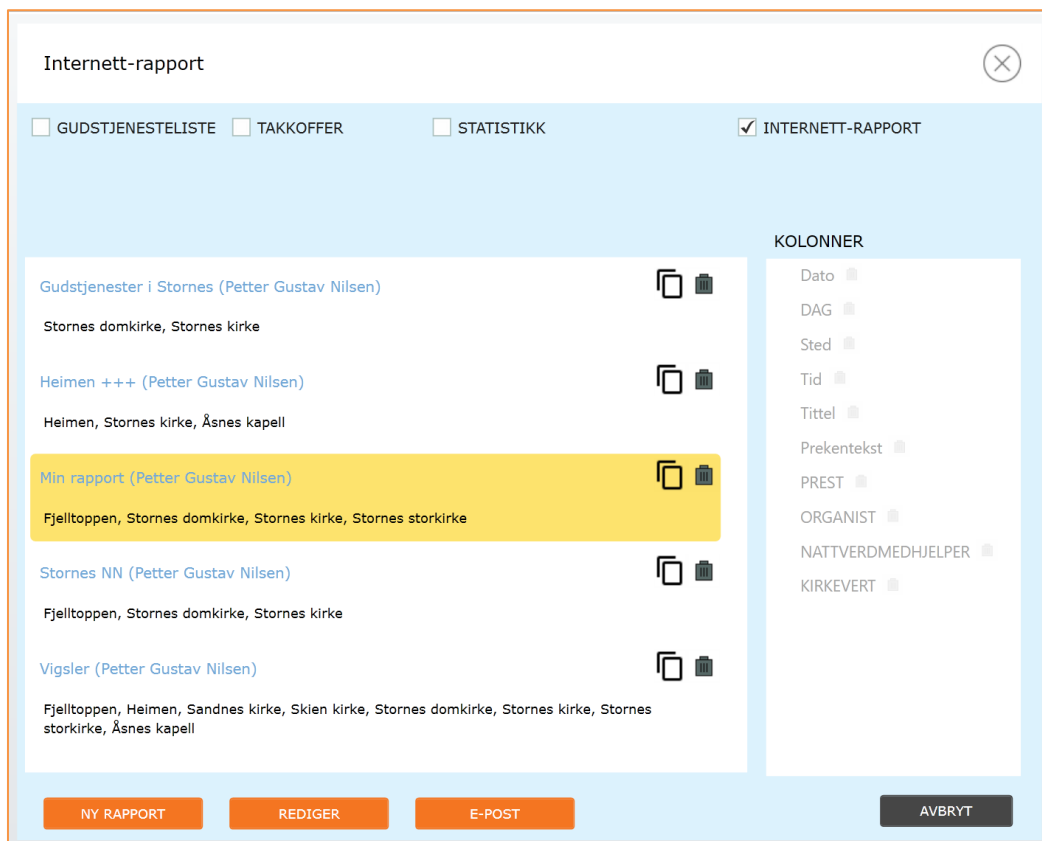 Internett-rapport
GUDSTJENESTELISTE TAKKOFFER STATISTIKK INTERNETT-RAPPORT
KOLONNER
Gudstjenester i Stornes (Petter Gustav Nilsen)
Stornes domkirke, Stornes kirke
Heimen +++ (Petter Gustav Nilsen)
Heimen, Stornes kirke, Åsnes kapell
Min rapport (Petter Gustav Nilsen)
Fjelltoppen, Stornes domkirke, Stornes kirke, Stornes storkirke
Stornes NN (Petter Gustav Nilsen)
Fjelltoppen, Stornes domkirke, Stornes kirke
Vigsler (Petter Gustav Nilsen)
Fjelltoppen, Heimen, Sandnes kirke, Skien kirke, Stornes domkirke, Stornes kirke, Stornes
storkirke, Åsnes kapell
Dato
DAG
Sted
Tid
Tittel
Prekentekst
PREST
ORGANIST
NATTVERDMEDHJELPER
KIRKEVERT
NY RAPPORT REDIGER E-POST AVBRYT